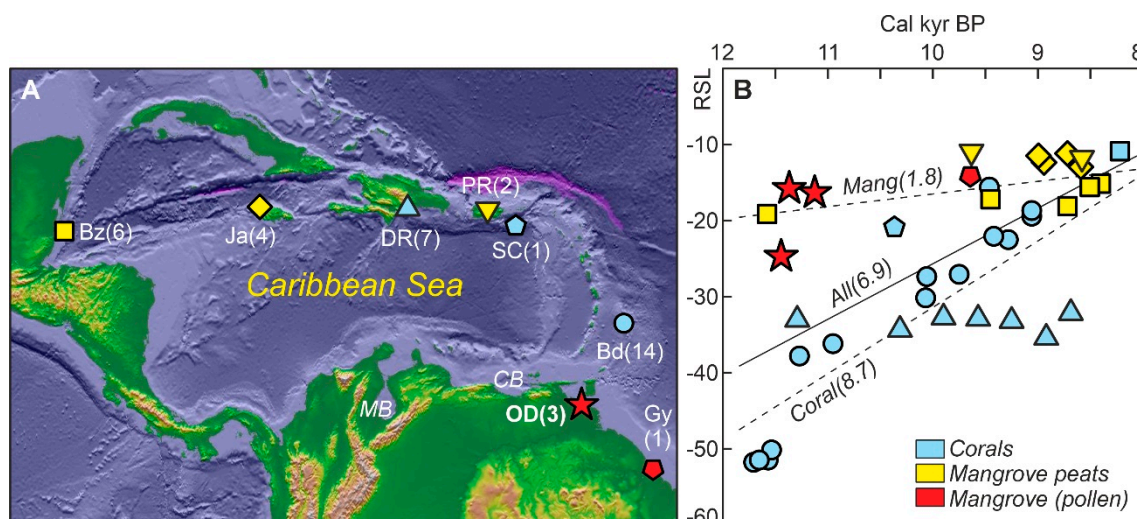 A
Bz(6)
Ja(4)
DR(7)
PR(2)
SC(1)
Caribbean Sea
Bd(14)
MB
CB
OD(3)
Gy
(1)
Cal kyr BP
12
11
10
9
8
RSL
B
-10
-20
-30
-40
-50
-60
Mang(1.8)
All(6.9)
Coral(8.7)
Corals
Mangrove peats
Mangrove (pollen)